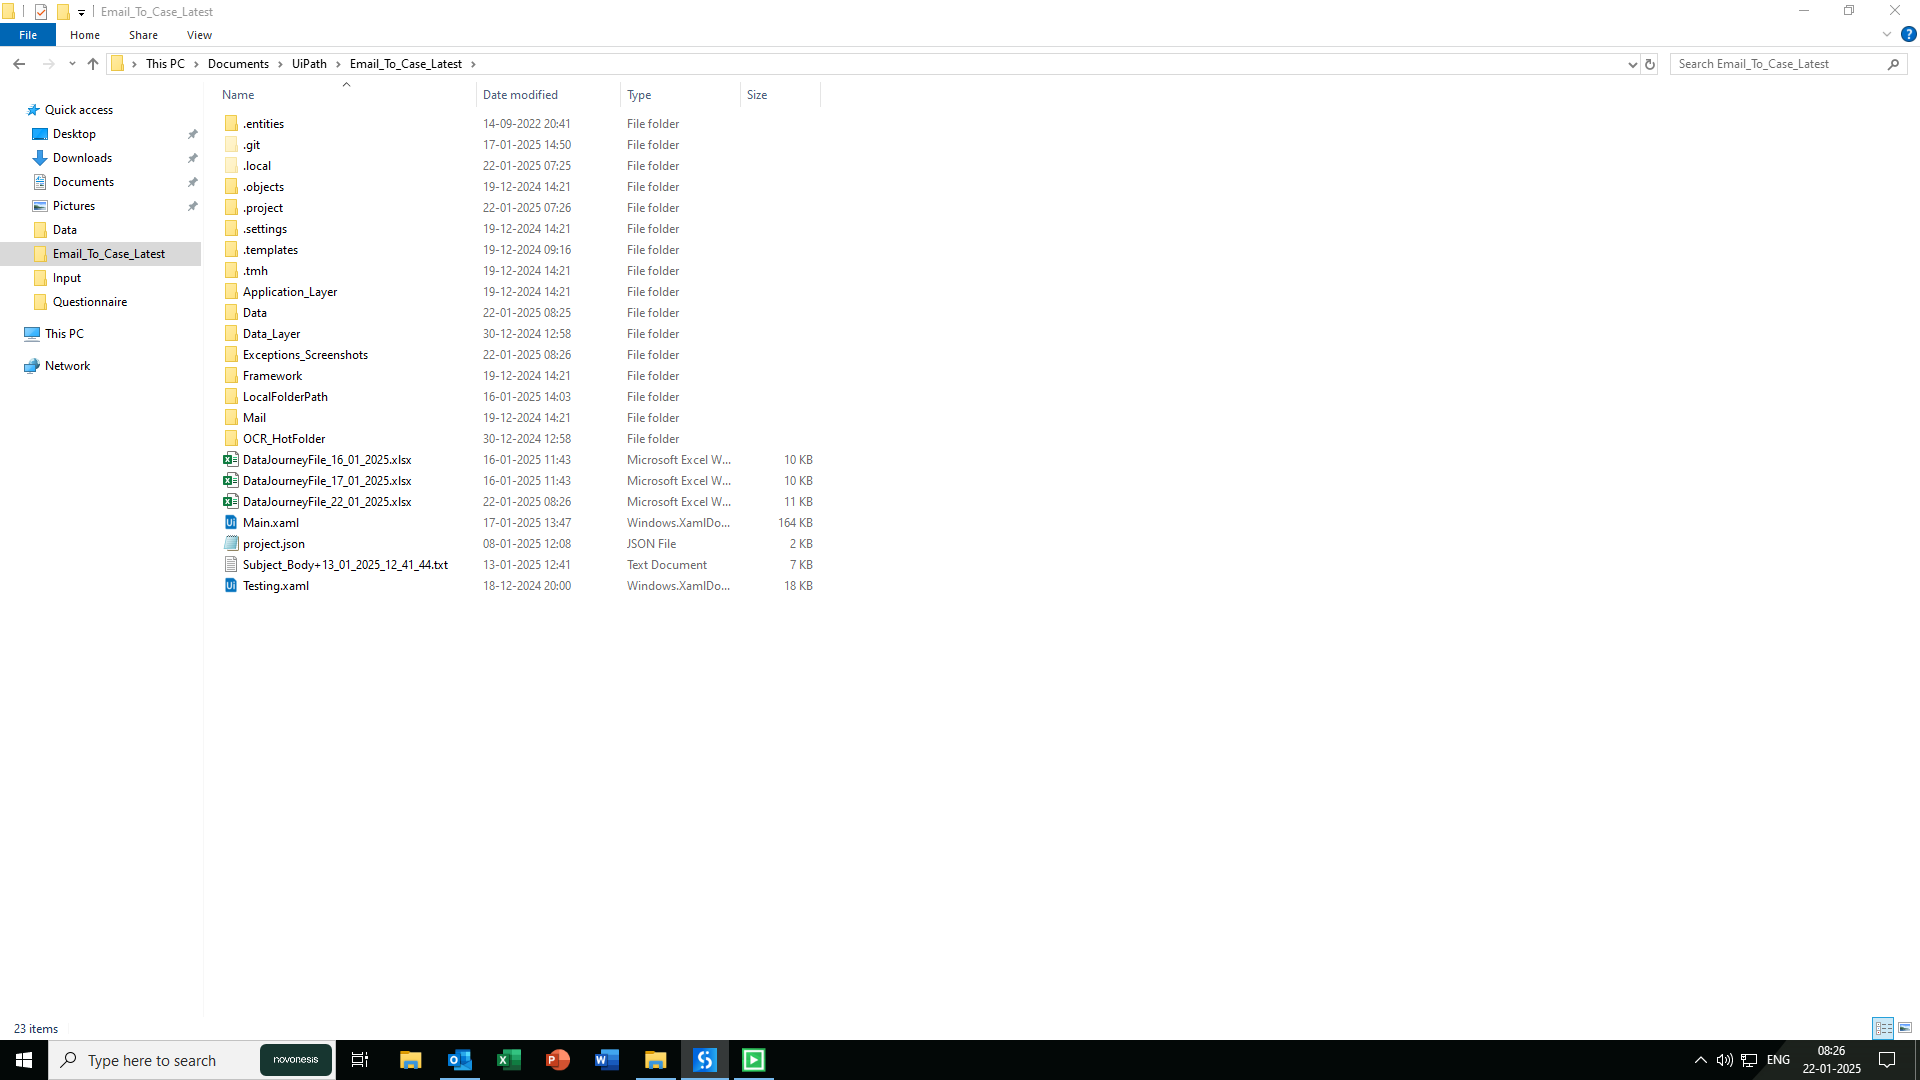 Email_To_Case_Latest
File Home Share View
This PC Documents UiPath Email_To_Case_Latest
Search Email_To_Case_Latest
Quick access
Desktop
Downloads
Documents
Pictures
Data
Email_To_Case_Latest
Input
Questionnaire
This PC
Network
Name Date modified Type Size
.entities 14-09-2022 20:41 File folder
.git 17-01-2025 14:50 File folder
.local 22-01-2025 07:25 File folder
.objects 19-12-2024 14:21 File folder
.project 22-01-2025 07:26 File folder
.settings 19-12-2024 14:21 File folder
.templates 19-12-2024 09:16 File folder
.tmh 19-12-2024 14:21 File folder
Application_Layer 19-12-2024 14:21 File folder
Data 22-01-2025 08:25 File folder
Data_Layer 30-12-2024 12:58 File folder
Exceptions_Screenshots 22-01-2025 08:26 File folder
Framework 19-12-2024 14:21 File folder
LocalFolderPath 16-01-2025 14:03 File folder
Mail 19-12-2024 14:21 File folder
OCR_HotFolder 30-12-2024 12:58 File folder
DataJourneyFile_16_01_2025.xlsx 16-01-2025 11:43 Microsoft Excel W... 10 KB
DataJourneyFile_17_01_2025.xlsx 16-01-2025 11:43 Microsoft Excel W... 10 KB
DataJourneyFile_22_01_2025.xlsx 22-01-2025 08:26 Microsoft Excel W... 11 KB
Main.xaml 17-01-2025 13:47 Windows.XamlDo... 164 KB
project.json 08-01-2025 12:08 JSON File 2 KB
Subject_Body+13_01_2025_12_41_44.txt 13-01-2025 12:41 Text Document 7 KB
Testing.xaml 18-12-2024 20:00 Windows.XamlDo... 18 KB
23 items
Type here to search
novonesis
ENG
08:26
22-01-2025